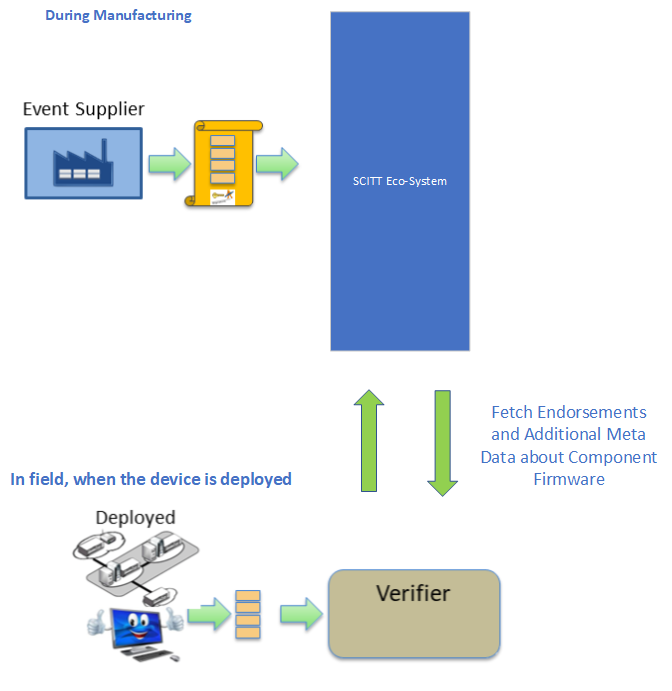 During Manufacturing
Event Supplier
SCITT Eco-System
Fetch Endorsements
and Additional Meta
Data about Component
Firmware
In field, when the device is deployed
Deployed
Verifier